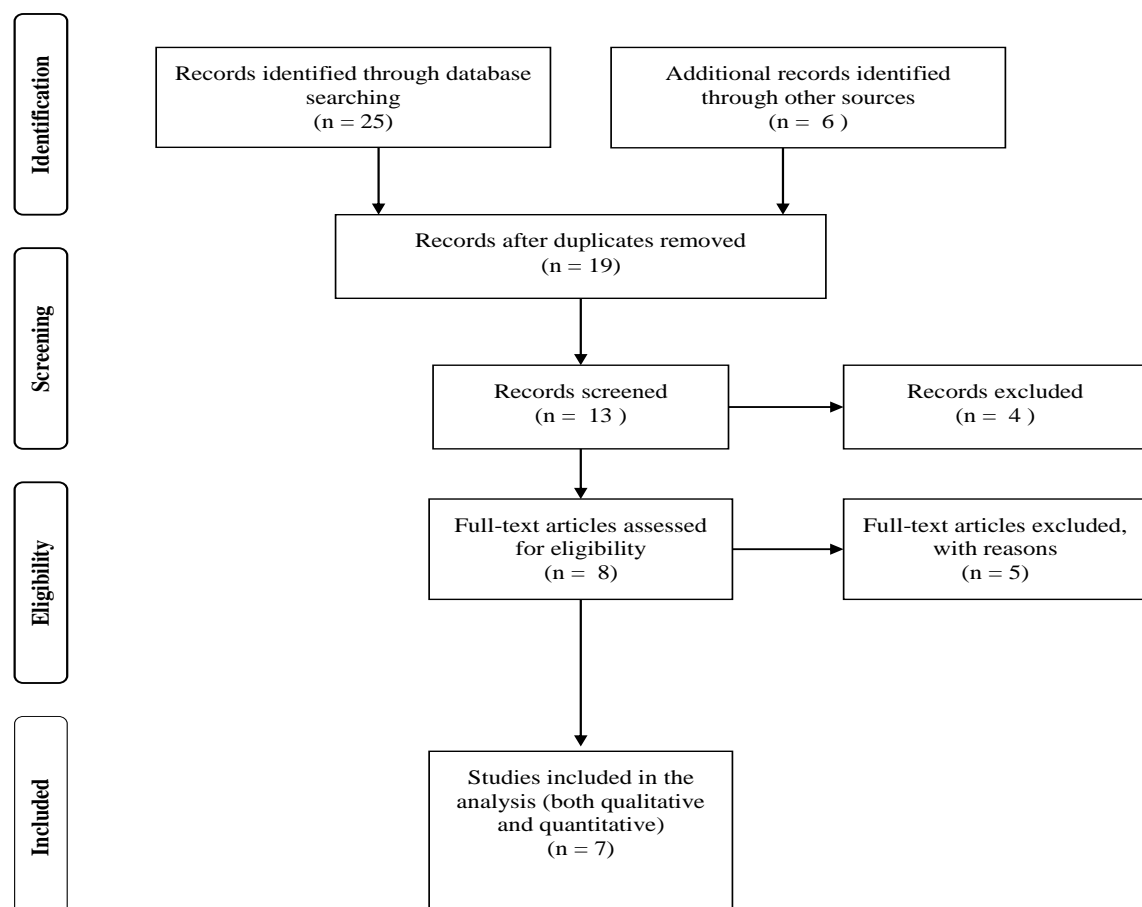 Identification
Records identified through database
searching
(n = 25)
Additional records identified
through other sources
(n = 6 )
Records after duplicates removed
(n = 19)
Screening
Records screened
(n = 13 )
Records excluded
(n = 4 )
Eligibility
Full-text articles assessed
for eligibility
(n = 8)
Full-text articles excluded,
with reasons
(n = 5 )
Included
Studies included in the
analysis (both qualitative
and quantitative)
(n = 7 )